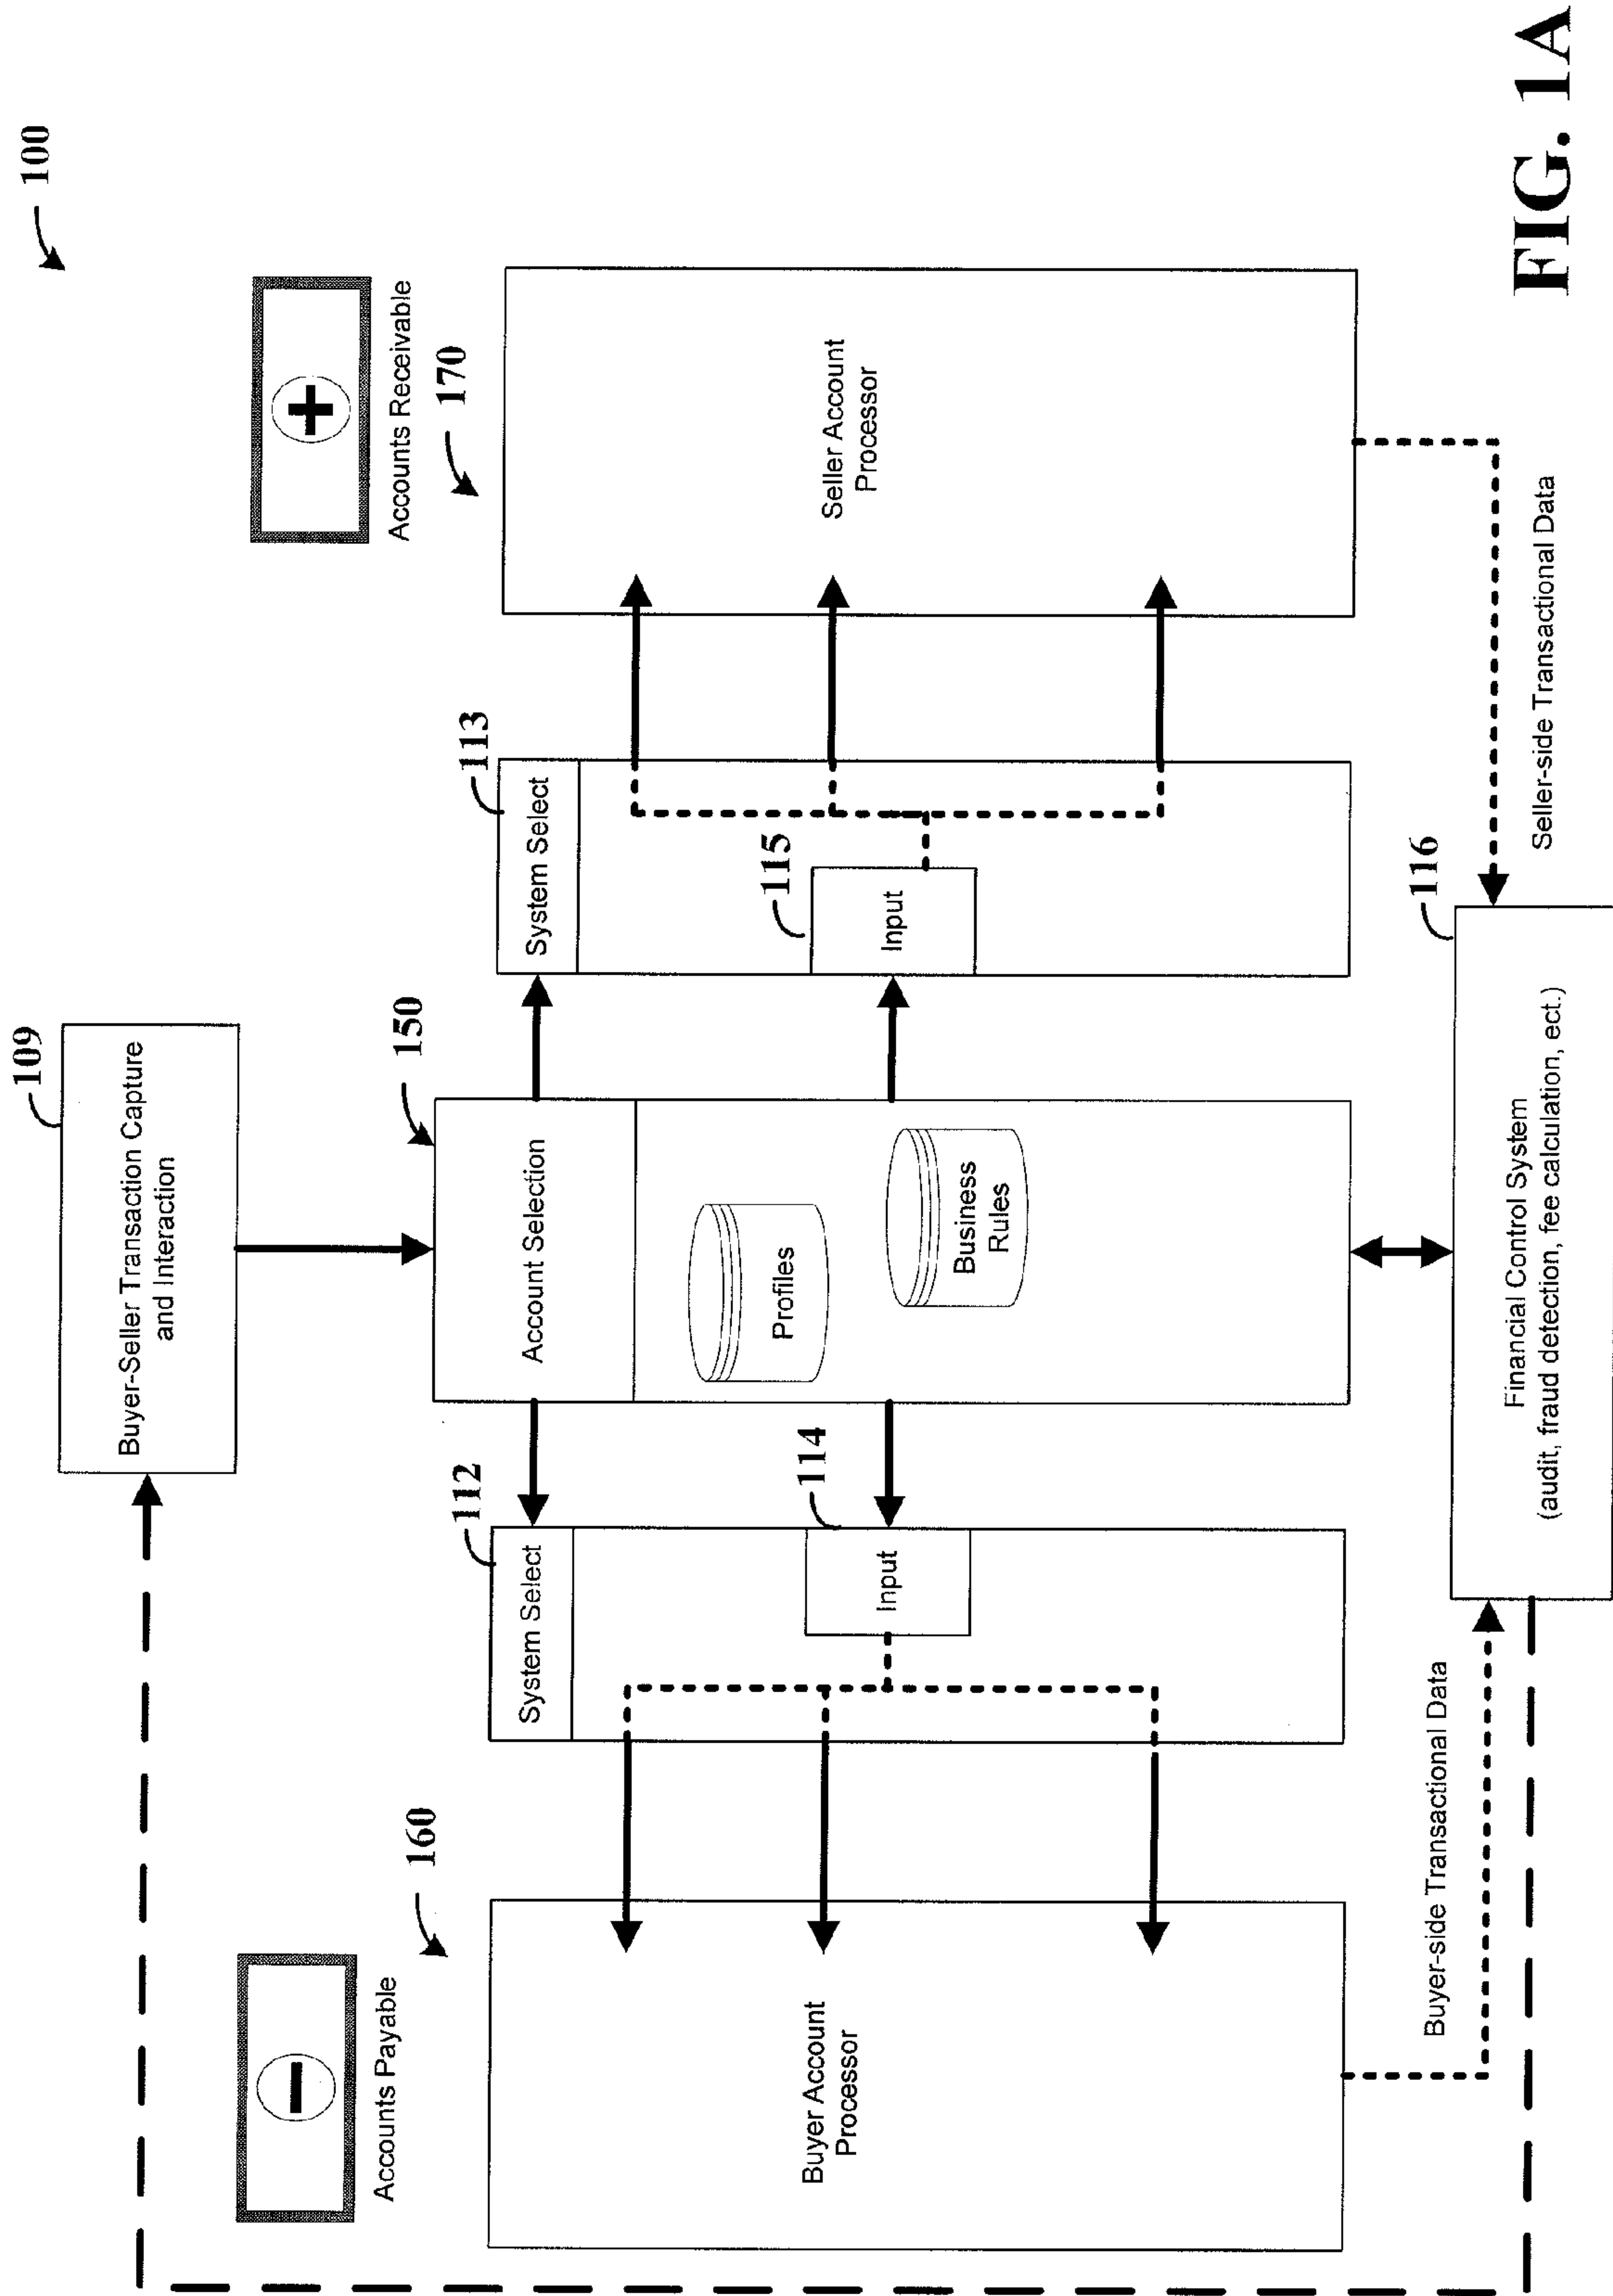 100
109
Buyer-Seller Transaction Capture
and Interaction
Accounts Payable
Accounts Receivable
160
112
150
113
170
System Select
Account Selection
System Select
114
115
Input
Input
Profiles
Business
Rules
Buyer Account
Processor
Seller Account
Processor
Buyer-side Transactional Data
116
Seller-side Transactional Data
Financial Control System
(audit, fraud detection, fee calculation, ect.)
FIG. 1A